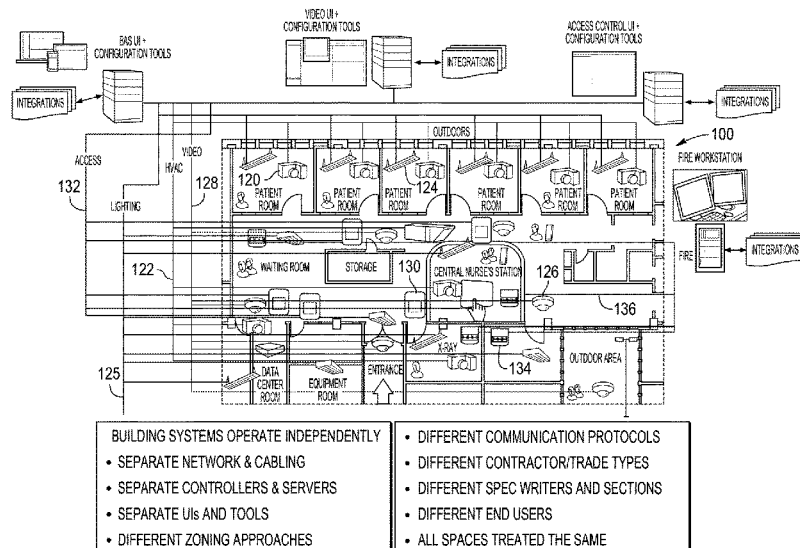 VIDEO UI +
CONFIGURATION TOOLS
BAS UI +
CONFIGURATION TOOLS
ACCESS CONTROL UI +
CONFIGURATION TOOLS
INTEGRATIONS
INTEGRATIONS
INTEGRATIONS
OUTDOORS
100
FIRE WORKSTATION
ACCESS
132
VIDEO
HVAC
128
LIGHTING
120
124
PATIENT
ROOM
PATIENT
ROOM
PATIENT
ROOM
PATIENT
ROOM
PATIENT
ROOM
PATIENT
ROOM
FIRE
INTEGRATIONS
WAITING ROOM
STORAGE
CENTRAL NURSE'S STATION
122
130
126
136
X-RAY
134
OUTDOOR AREA
DATA
CENTER
ROOM
EQUIPMENT
ROOM
ENTRANCE
125
BUILDING SYSTEMS OPERATE INDEPENDENTLY
• SEPARATE NETWORK & CABLING
• SEPARATE CONTROLLERS & SERVERS
• SEPARATE UIs AND TOOLS
• DIFFERENT ZONING APPROACHES
• DIFFERENT COMMUNICATION PROTOCOLS
• DIFFERENT CONTRACTOR/TRADE TYPES
• DIFFERENT SPEC WRITERS AND SECTIONS
• DIFFERENT END USERS
• ALL SPACES TREATED THE SAME